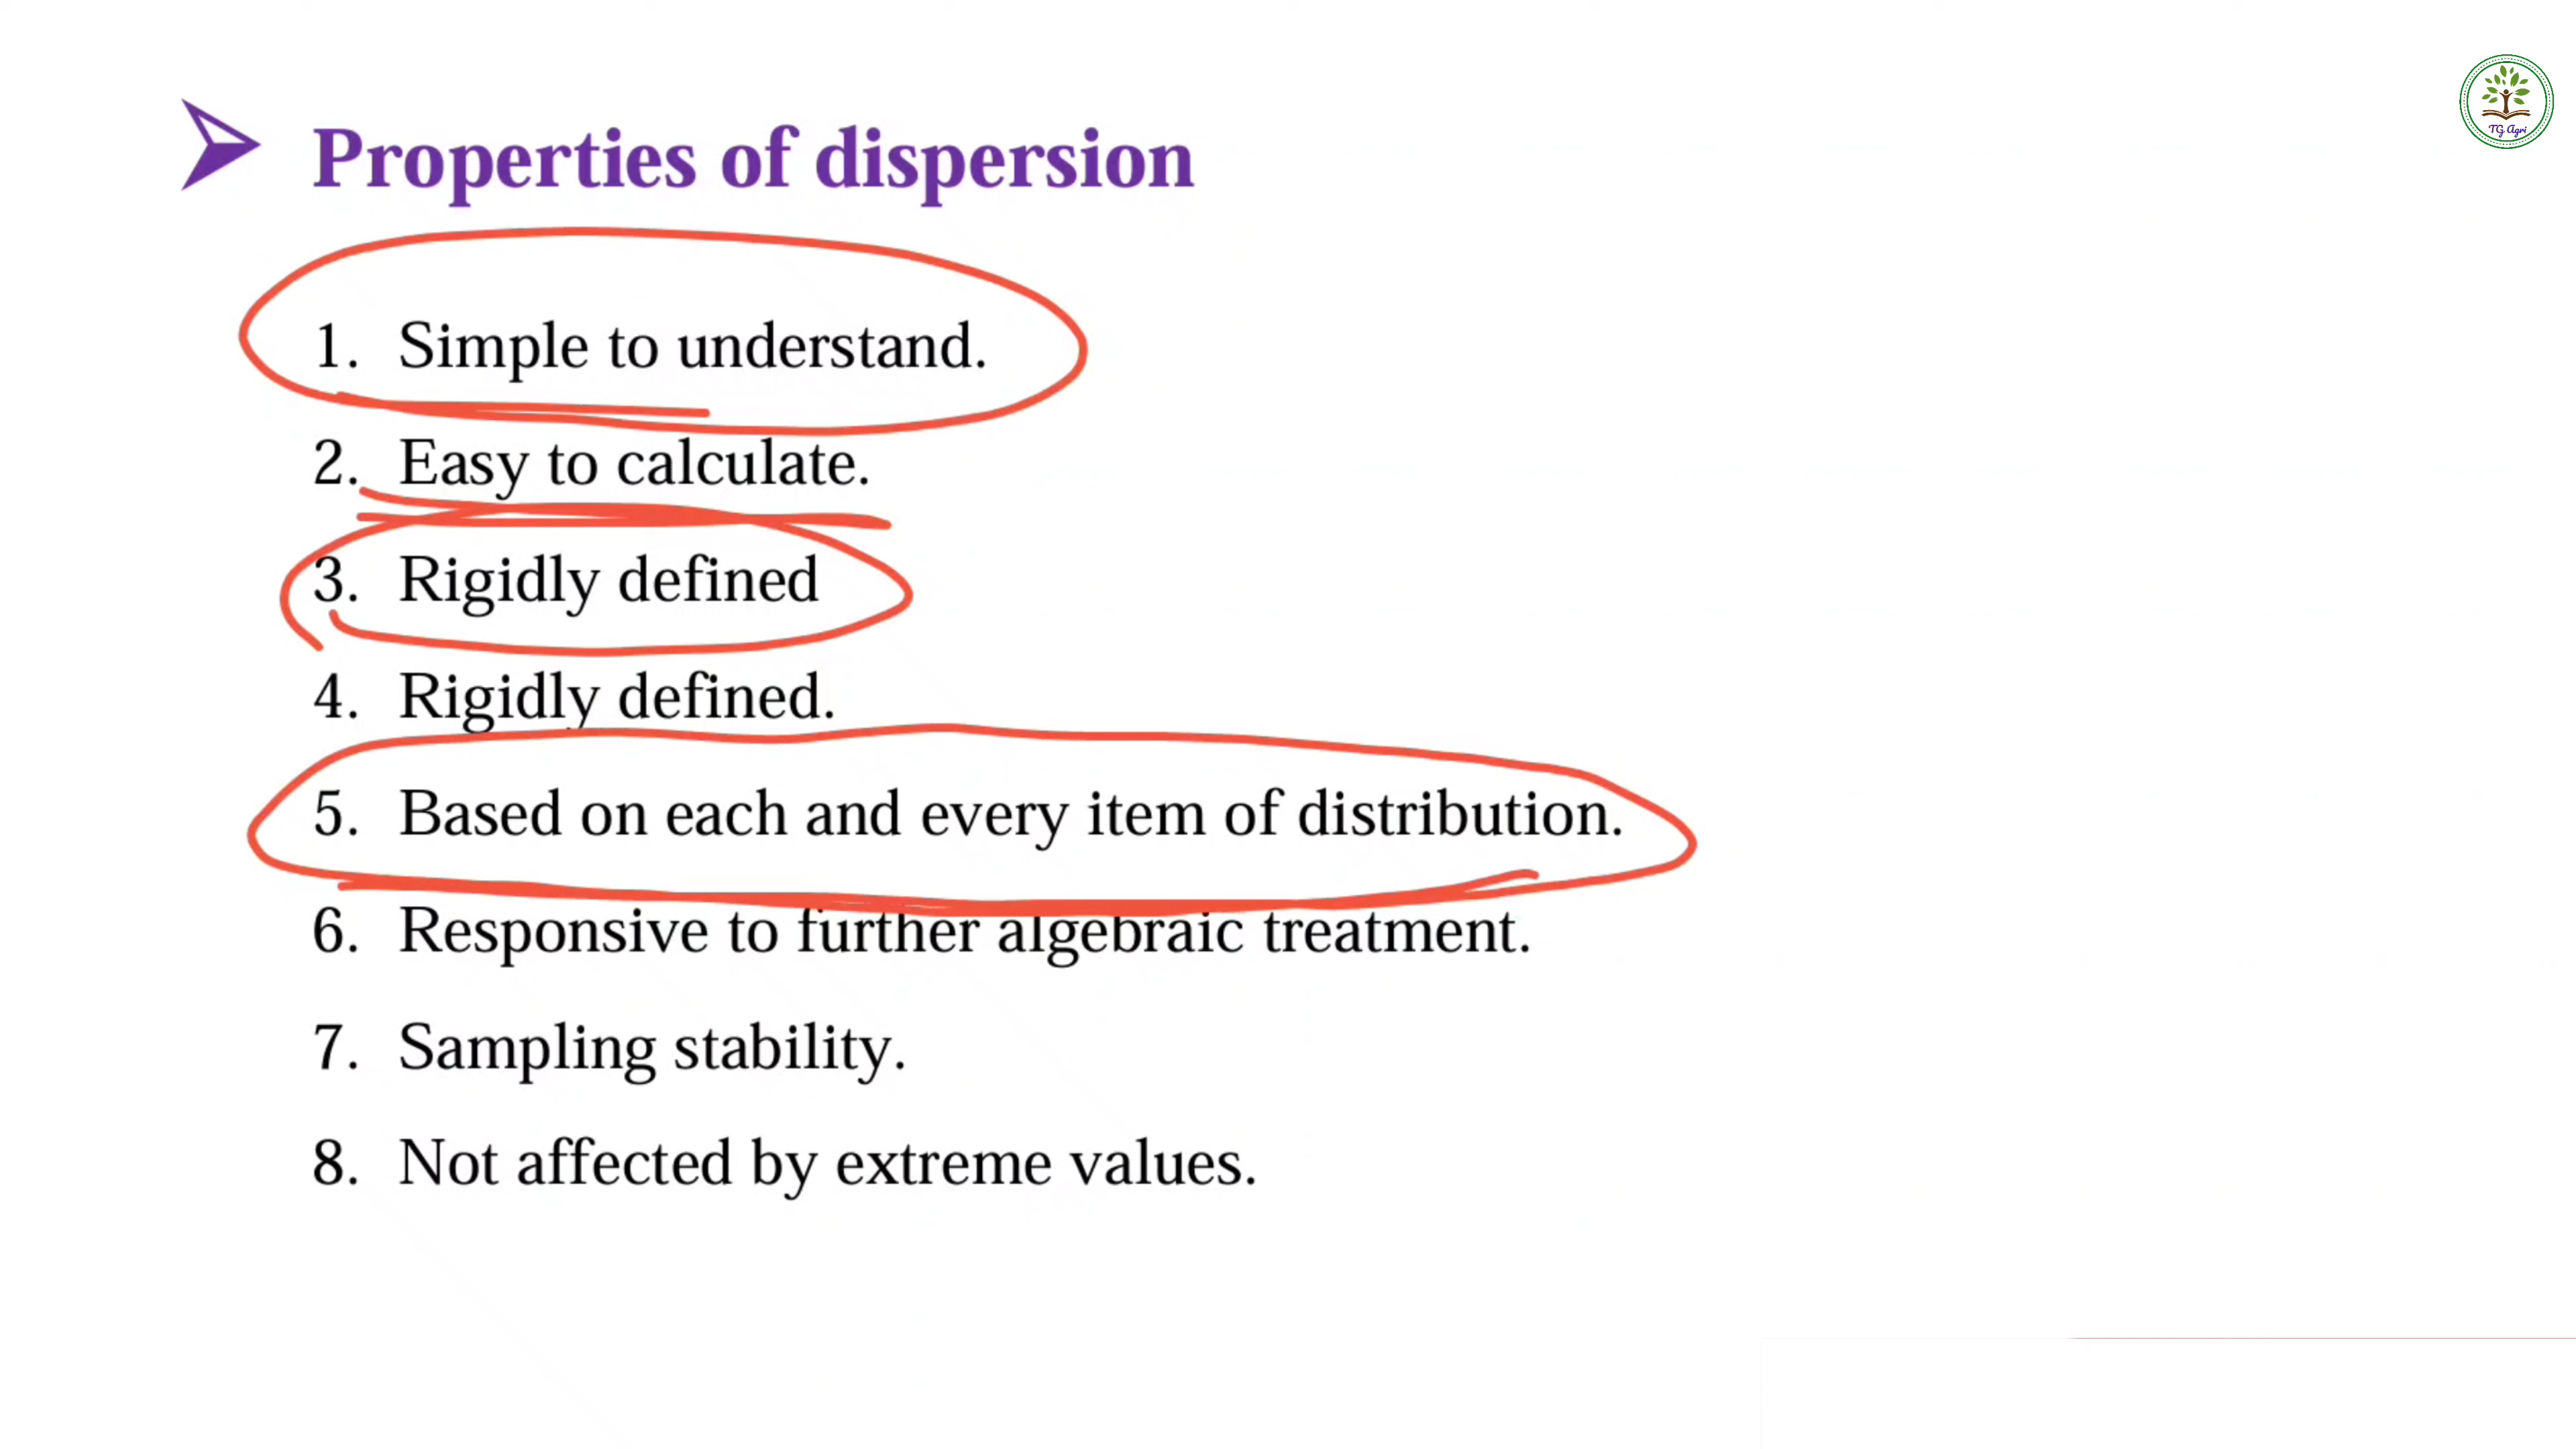 Properties of dispersion
TG Agri
1. Simple to understand.
2. Easy to calculate.
3. Rigidly defined
4. Rigidly defined.
5. Based on each and every item of distribution.
6. Responsive to further algebraic treatment.
7. Sampling stability.
8. Not affected by extreme values.